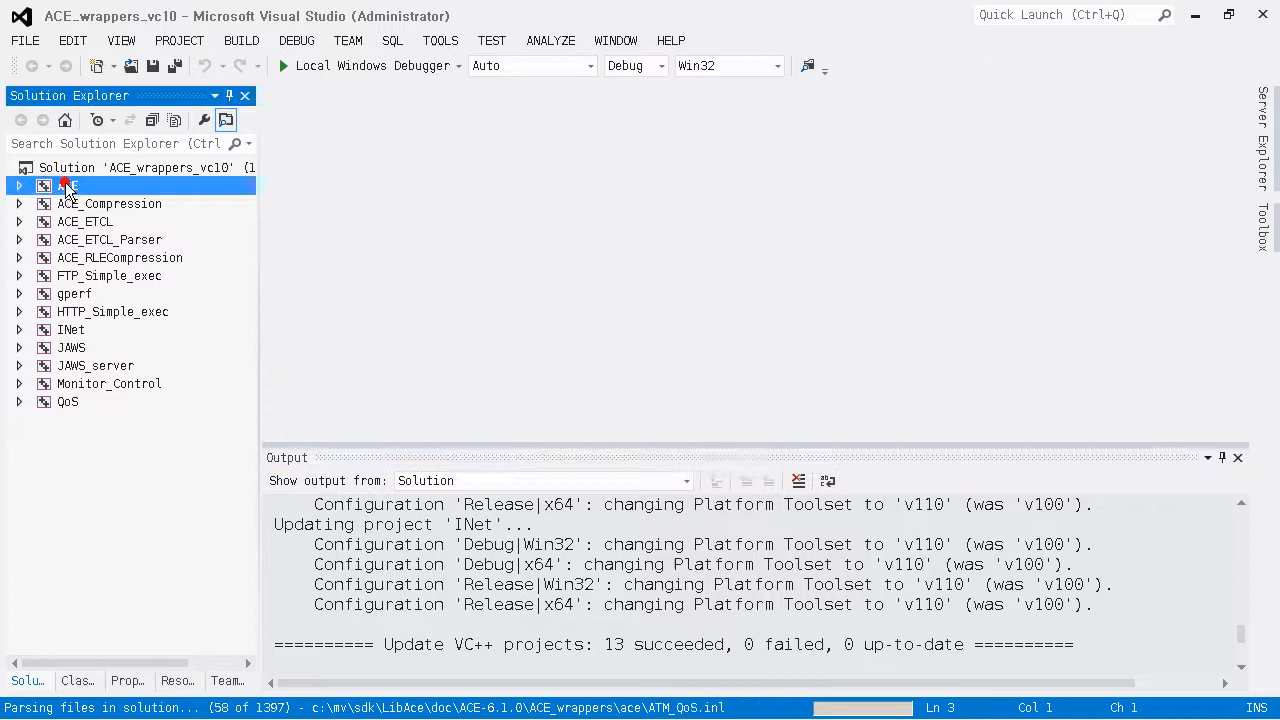 ACE_wrappers_vc10 - Microsoft Visual Studio (Administrator)
Quick Launch (Ctrl+Q)
FILE EDIT VIEW PROJECT BUILD DEBUG TEAM SQL TOOLS TEST ANALYZE WINDOW HELP
Local Windows Debugger Auto Debug Win32
Solution Explorer
Search Solution Explorer (Ctrl
Solution 'ACE_wrappers_vc10' (1
ACE
ACE_Compression
ACE_ETCL
ACE_ETCL_Parser
ACE_RLECompression
FTP_Simple_exec
gperf
HTTP_Simple_exec
INet
JAWS
JAWS_server
Monitor_Control
QoS
Solu... Clas... Prop... Reso... Team...
Server Explorer
Toolbox
Output
Show output from: Solution
Configuration 'Release|x64': changing Platform Toolset to 'v110' (was 'v100').
Updating project 'INet'...
Configuration 'Debug|Win32': changing Platform Toolset to 'v110' (was 'v100').
Configuration 'Debug|x64': changing Platform Toolset to 'v110' (was 'v100').
Configuration 'Release|Win32': changing Platform Toolset to 'v110' (was 'v100').
Configuration 'Release|x64': changing Platform Toolset to 'v110' (was 'v100').
========== Update VC++ projects: 13 succeeded, 0 failed, 0 up-to-date ==========
Parsing files in solution... (58 of 1397) - c:\mv\sdk\LibAce\doc\ACE-6.1.0\ACE_wrappers\ace\ATM_QoS.inl
Ln 3 Col 1 Ch 1 INS